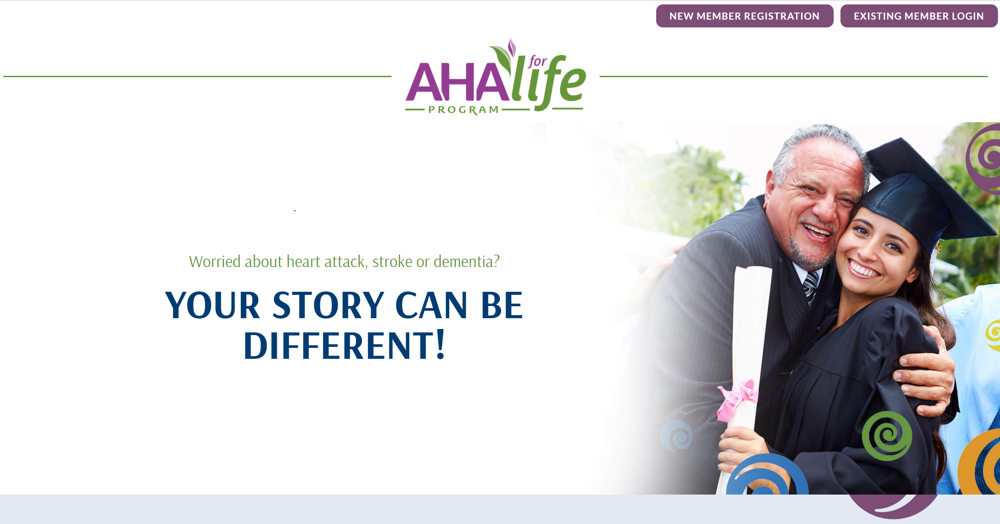 NEW MEMBER REGISTRATION
EXISTING MEMBER LOGIN
AHA for life
PROGRAM
Worried about heart attack, stroke or dementia?
YOUR STORY CAN BE
DIFFERENT!